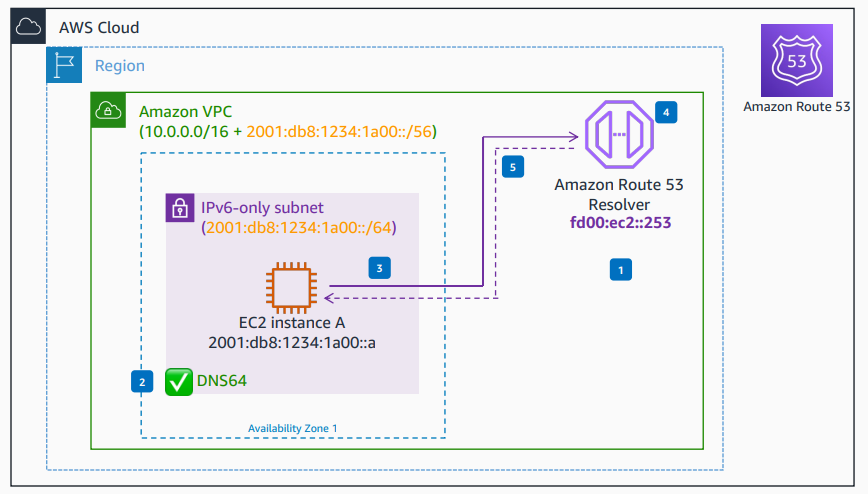 AWS Cloud
Region
53
Amazon Route 53
Amazon VPC
(10.0.0.0/16 + 2001:db8:1234:1a00::/56)
4
5
Amazon Route 53
Resolver
fd00:ec2::253
IPv6-only subnet
(2001:db8:1234:1a00::/64)
3
1
EC2 instance A
2001:db8:1234:1a00::a
2
DNS64
Availability Zone 1